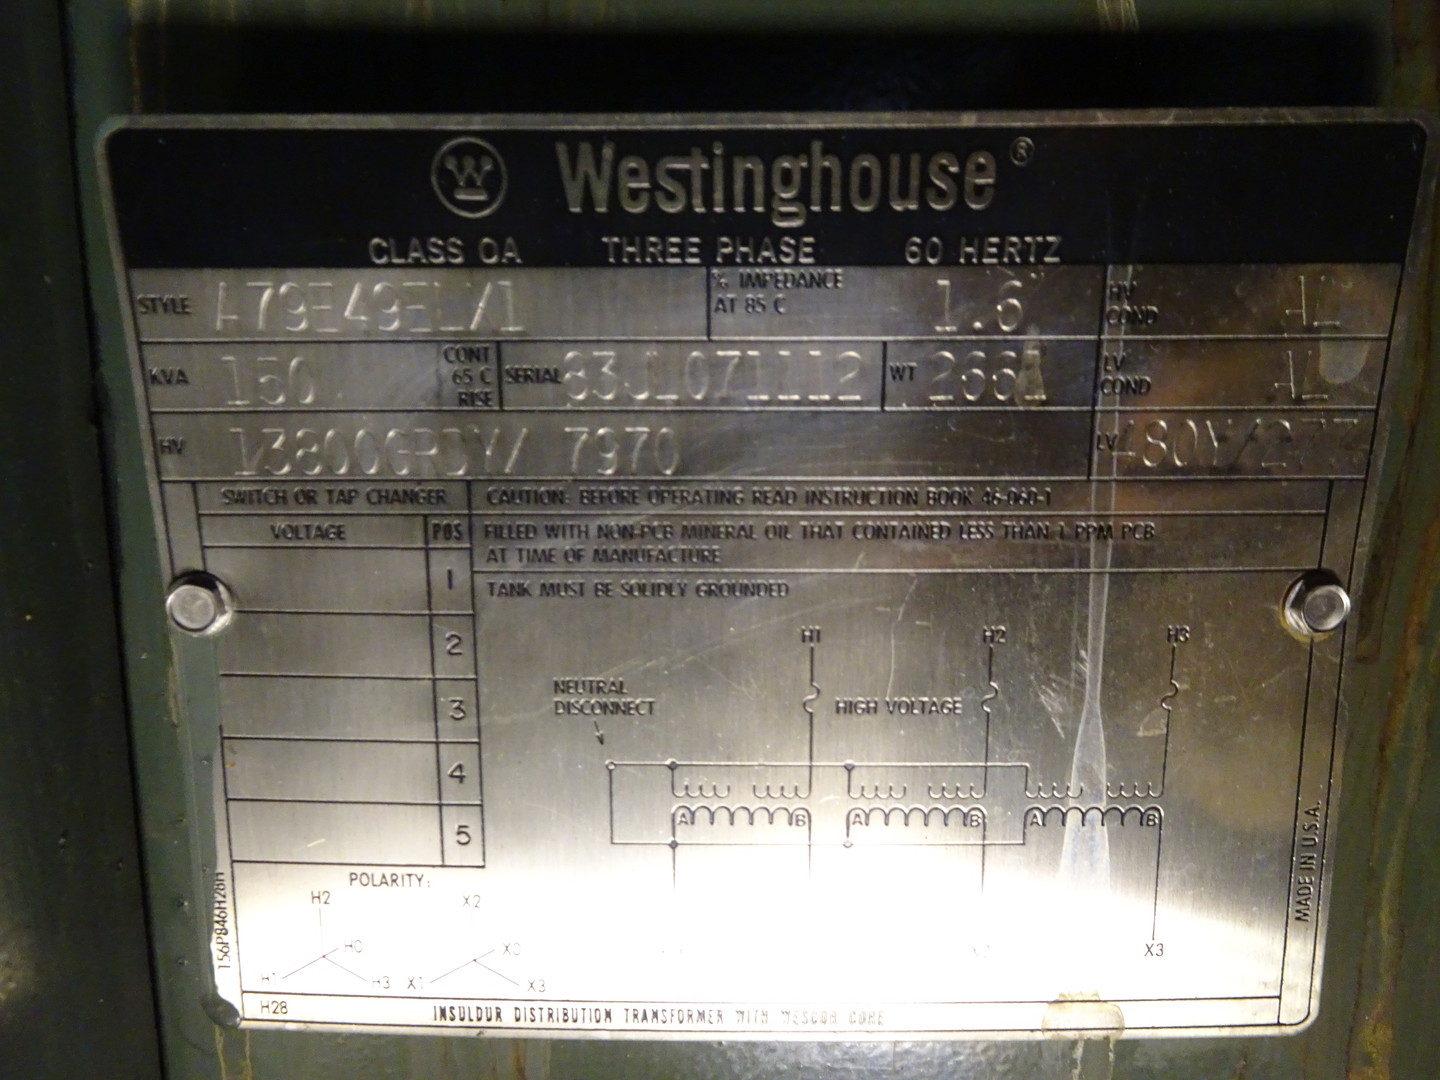 Westinghouse®
CLASS OA THREE PHASE 60 HERTZ
STYLE % IMPEDANCE AT 85 C 1.6 HV COND AL
KVA 150 CONT 65 C RISE SERIAL 83J1071112 WT LV COND AL
HV 13800GRDY/ 7970 LV 480Y/277
SWITCH OR TAP CHANGER CAUTION: BEFORE OPERATING READ INSTRUCTION BOOK 46-060-1
VOLTAGE POS FILLED WITH NON-PCB MINERAL OIL THAT CONTAINED LESS THAN 1 PPM PCB
AT TIME OF MANUFACTURE
1
TANK MUST BE SOLIDLY GROUNDED
2
3
4
5
H1 H2 H3
NEUTRAL
DISCONNECT
HIGH VOLTAGE
A B A B A B
X3
POLARITY:
H2 X2
H0 X0
H1 H3 X1 X3
156P846H28H
MADE IN U.S.A.
H28 INSULDUR DISTRIBUTION TRANSFORMER WITH WESCOR CORE